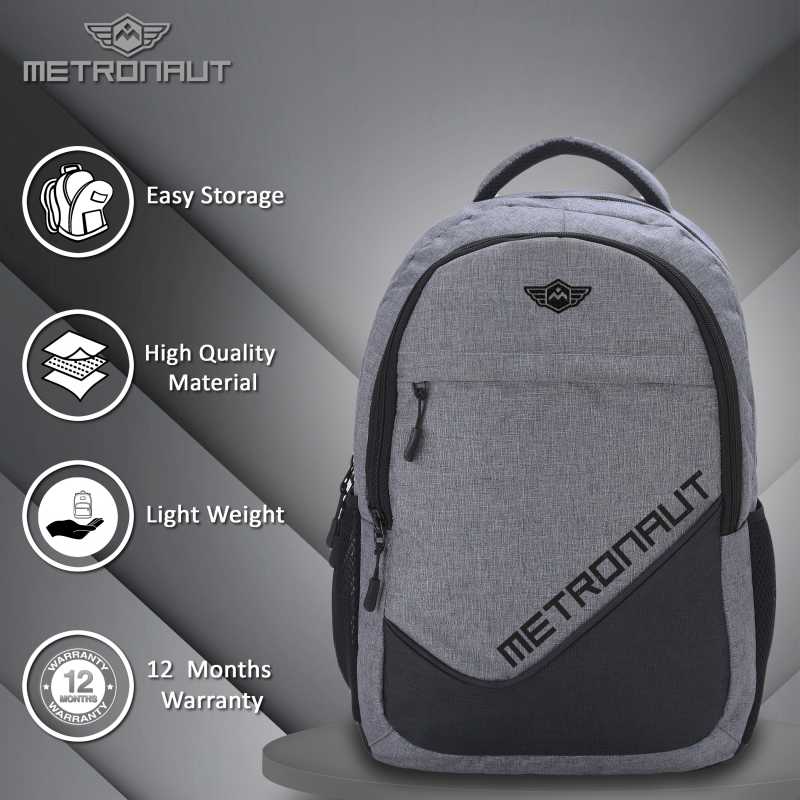 METRONAUT
Easy Storage
High Quality
Material
Light Weight
WARRANTY
12
MONTHS
WARRANTY
12 Months
Warranty
METRONAUT